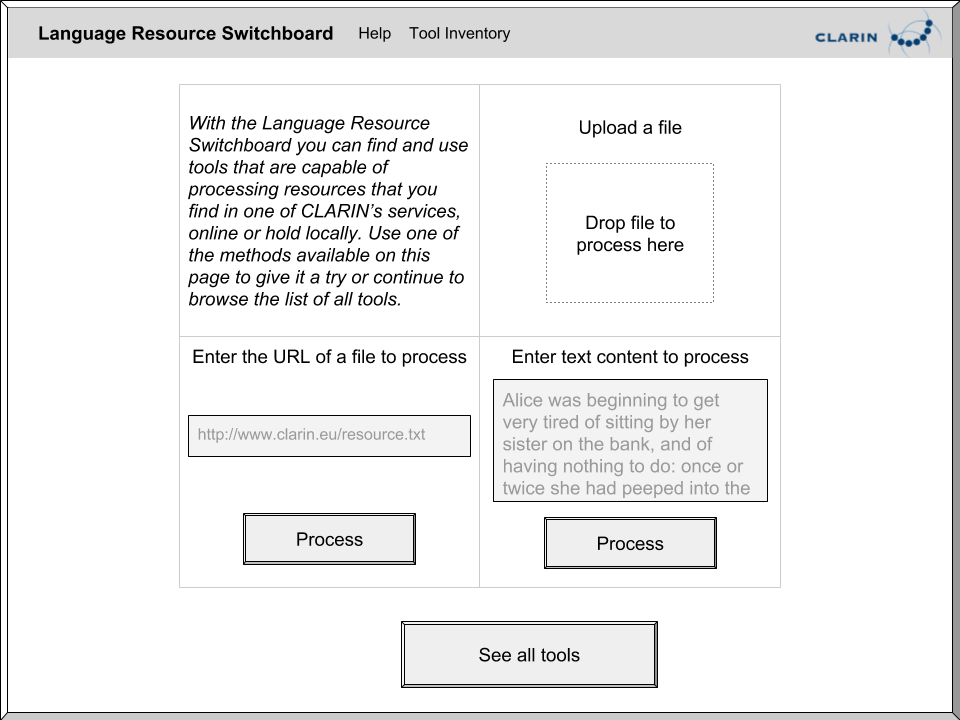 Language Resource Switchboard Help Tool Inventory CLARIN
With the Language Resource
Switchboard you can find and use
tools that are capable of
processing resources that you
find in one of CLARIN’s services,
online or hold locally. Use one of
the methods available on this
page to give it a try or continue to
browse the list of all tools.
Upload a file
Drop file to
process here
Enter the URL of a file to process
http://www.clarin.eu/resource.txt
Process
Enter text content to process
Alice was beginning to get
very tired of sitting by her
sister on the bank, and of
having nothing to do: once or
twice she had peeped into the
Process
See all tools